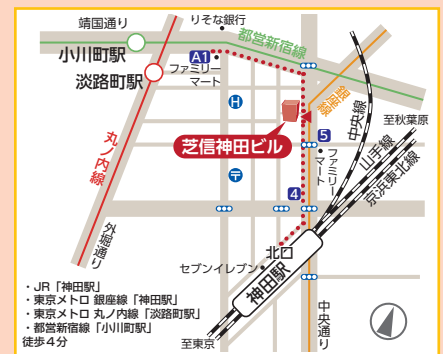 靖国通り
りそな銀行
都営新宿線
小川町駅
A1
ファミリー
マート
淡路町駅
銀座線
中央線
至秋葉原
H
芝信神田ビル
5
ファミリー
マート
山手線
京浜東北線
丸ノ内線
〒
4
外堀通り
北口
セブンイレブン
神田駅
・JR「神田駅」
・東京メトロ 銀座線「神田駅」
・東京メトロ 丸ノ内線「淡路町駅」
・都営新宿線「小川町駅」
徒歩4分
至東京
中央通り